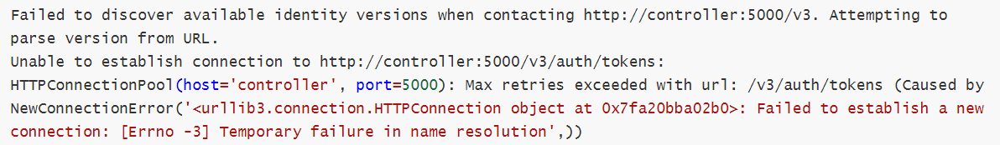 Failed to discover available identity versions when contacting http://controller:5000/v3. Attempting to
parse version from URL.
Unable to establish connection to http://controller:5000/v3/auth/tokens:
HTTPConnectionPool(host='controller', port=5000): Max retries exceeded with url: /v3/auth/tokens (Caused by
NewConnectionError('<urllib3.connection.HTTPConnection object at 0x7fa20bba02b0>: Failed to establish a new
connection: [Errno -3] Temporary failure in name resolution',))